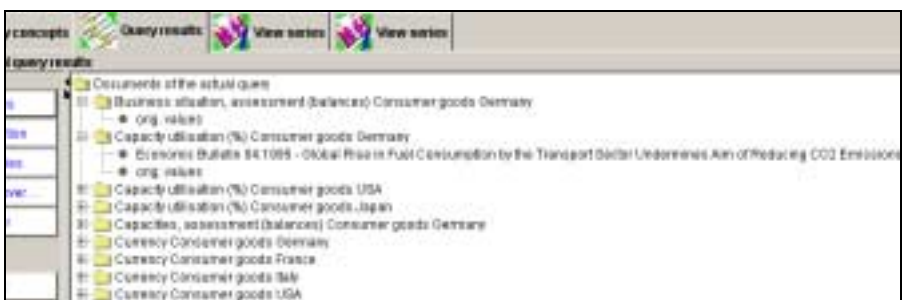 y concepts Query results View series View series
l query results
Documents of the actual query
Business situation, assessment (balances) Consumer goods Germany
orig. values
Capacity utilisation (%) Consumer goods Germany
Economic Bulletin 04.1096 - Global Rise in Fuel Consumption by the Transport Sector Undermines Aim of Reducing CO2 Emissions
orig. values
Capacity utilisation (%) Consumer goods USA
Capacity utilisation (%) Consumer goods Japan
Capacities, assessment (balances) Consumer goods Germany
Currency Consumer goods Germany
Currency Consumer goods France
Currency Consumer goods Italy
Currency Consumer goods USA